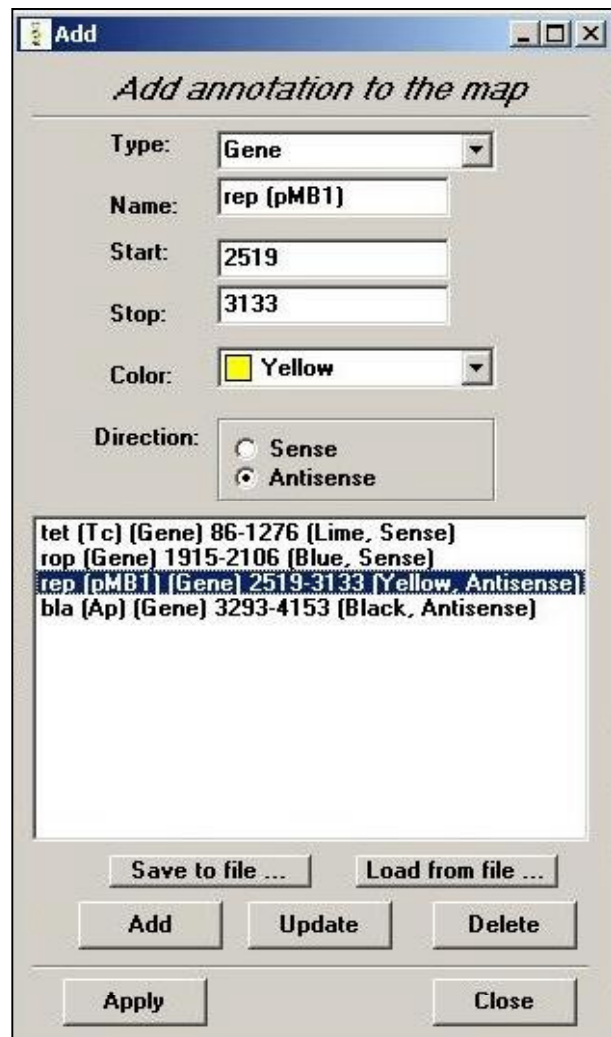 Add
Add annotation to the map
Type: Gene
Name: rep (pMB1)
Start: 2519
Stop: 3133
Color: Yellow
Direction: Sense
Antisense
tet (Tc) (Gene) 86-1276 (Lime, Sense)
rop (Gene) 1915-2106 (Blue, Sense)
rep (pMB1) (Gene) 2519-3133 (Yellow, Antisense)
bla (Ap) (Gene) 3293-4153 (Black, Antisense)
Save to file ... Load from file ...
Add Update Delete
Apply Close